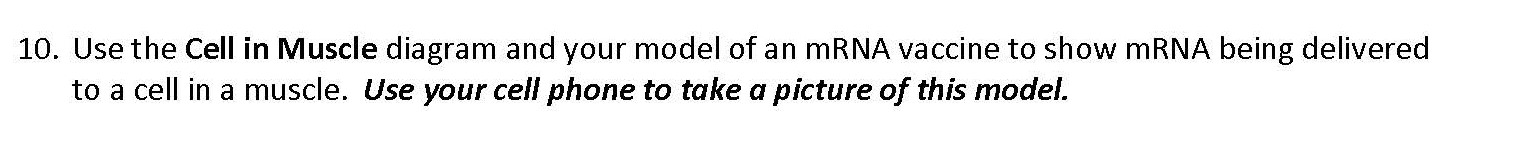 10. Use the Cell in Muscle diagram and your model of an mRNA vaccine to show mRNA being delivered
to a cell in a muscle. Use your cell phone to take a picture of this model.